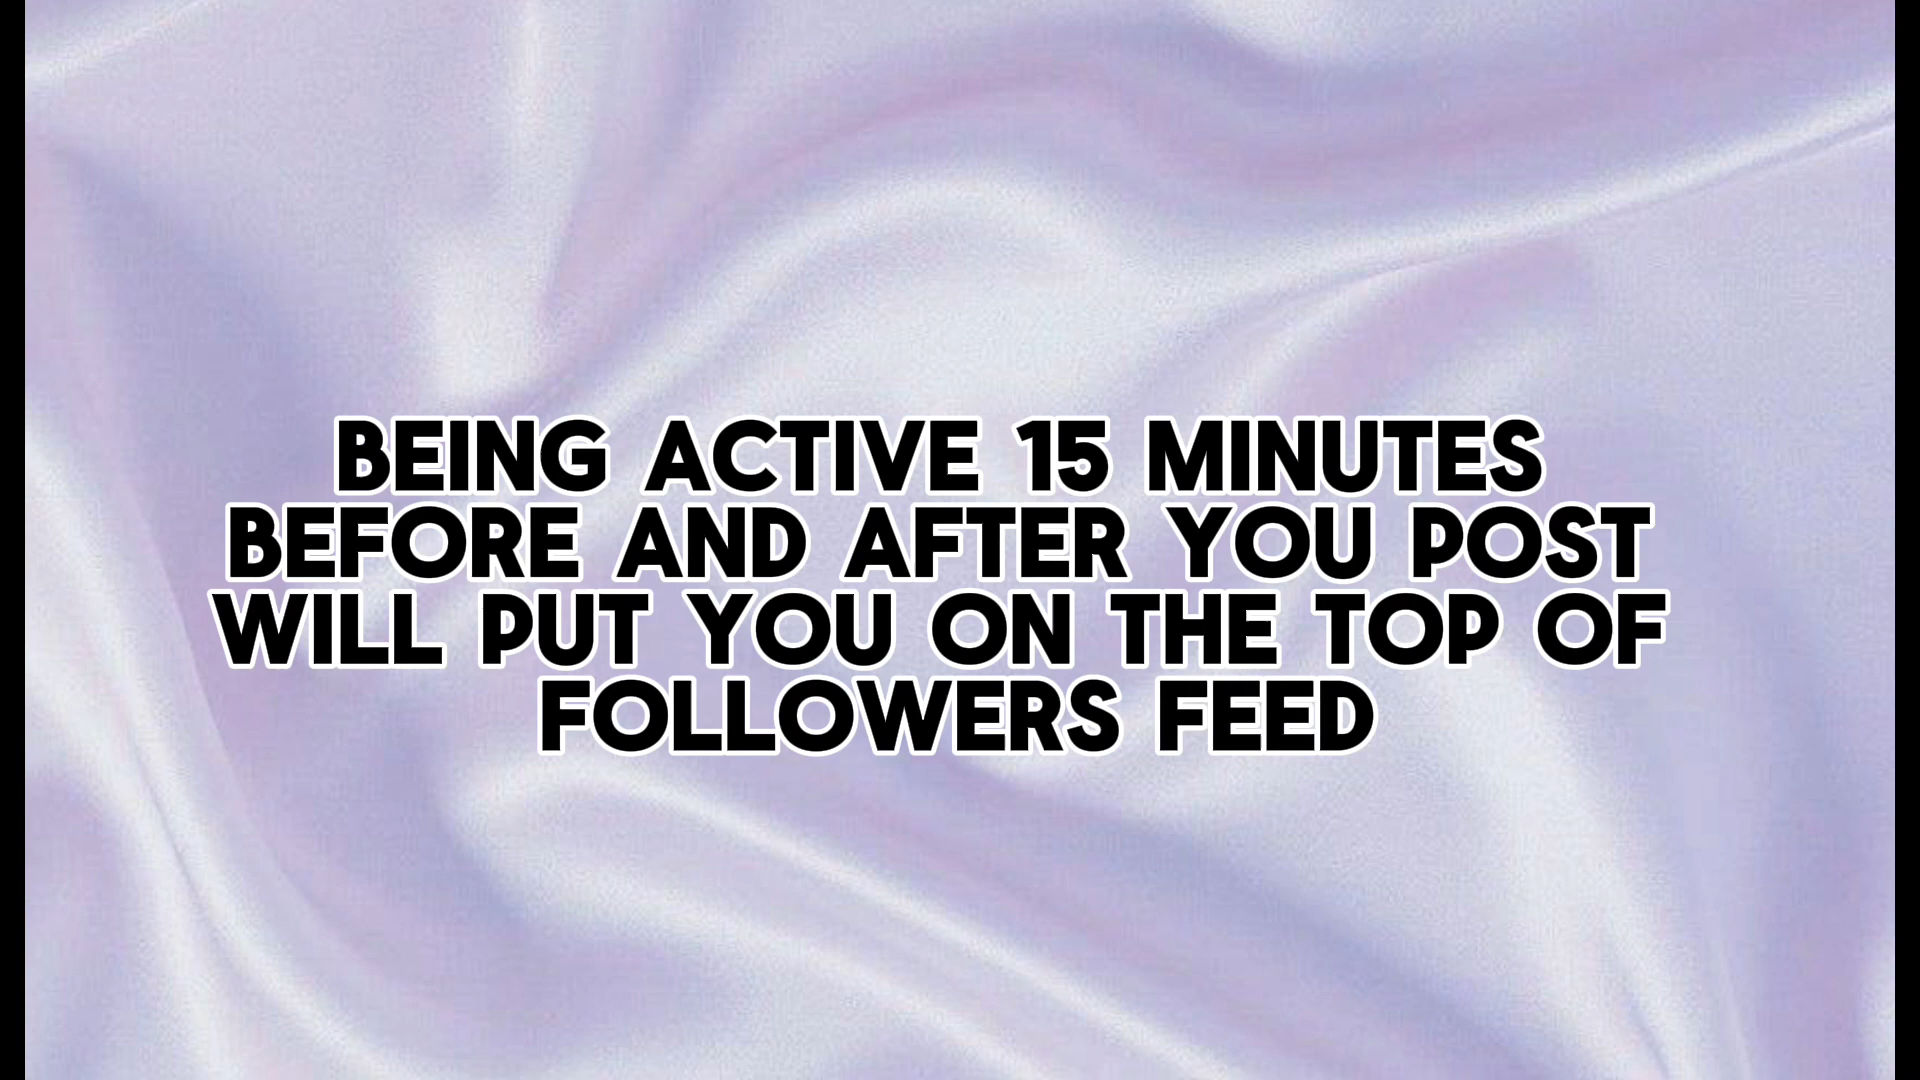 BEING ACTIVE 15 MINUTES
BEFORE AND AFTER YOU POST
WILL PUT YOU ON THE TOP OF
FOLLOWERS FEED